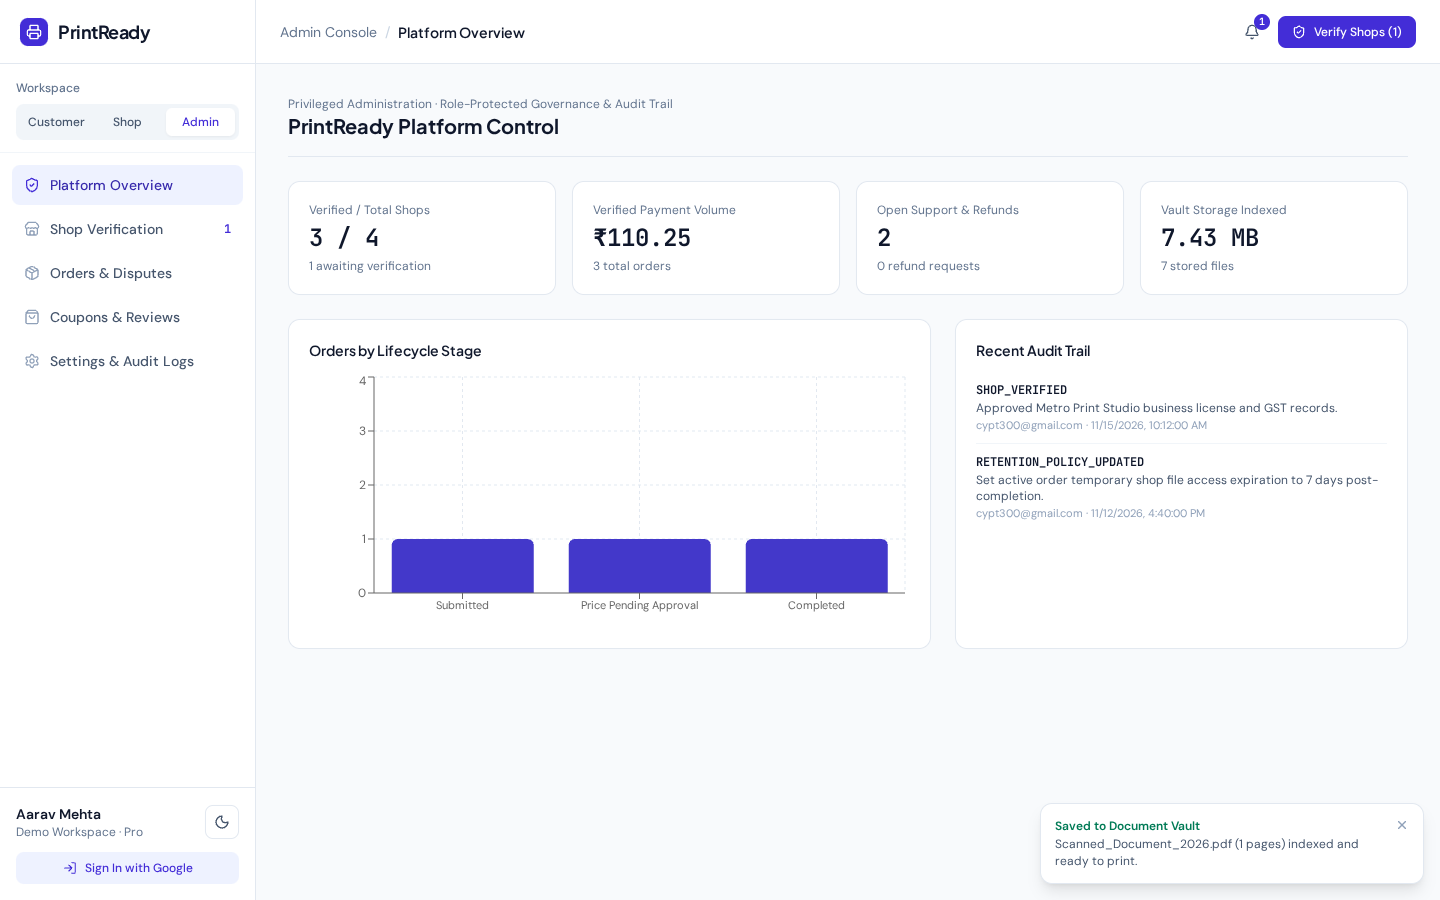 PrintReady
Admin Console / Platform Overview
1
Verify Shops (1)
Workspace
Customer Shop Admin
Platform Overview
Shop Verification 1
Orders & Disputes
Coupons & Reviews
Settings & Audit Logs
Privileged Administration · Role-Protected Governance & Audit Trail
PrintReady Platform Control
Verified / Total Shops
3 / 4
1 awaiting verification
Verified Payment Volume
₹110.25
3 total orders
Open Support & Refunds
2
0 refund requests
Vault Storage Indexed
7.43 MB
7 stored files
Orders by Lifecycle Stage
4
3
2
1
0
Submitted Price Pending Approval Completed
Recent Audit Trail
SHOP_VERIFIED
Approved Metro Print Studio business license and GST records.
cypt300@gmail.com · 11/15/2026, 10:12:00 AM
RETENTION_POLICY_UPDATED
Set active order temporary shop file access expiration to 7 days post-
completion.
cypt300@gmail.com · 11/12/2026, 4:40:00 PM
Aarav Mehta
Demo Workspace · Pro
Sign In with Google
Saved to Document Vault
Scanned_Document_2026.pdf (1 pages) indexed and
ready to print.